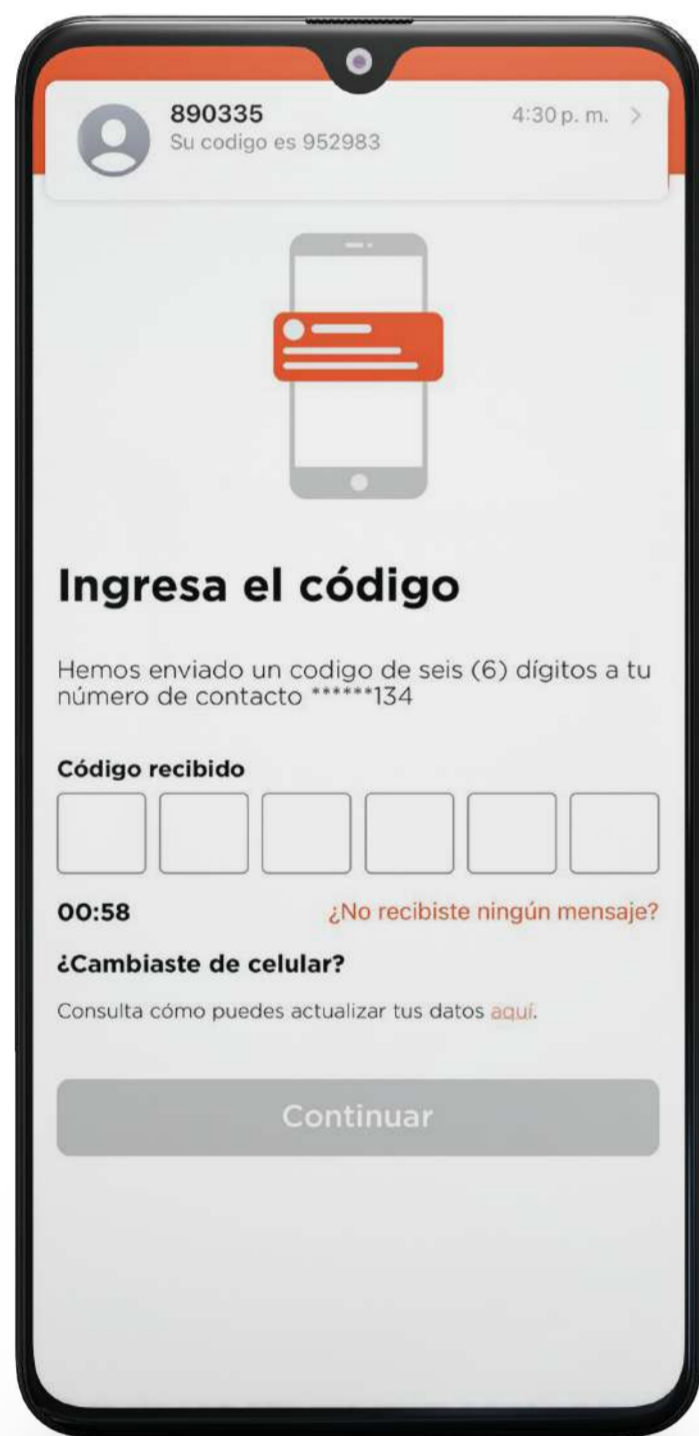 890335
4:30 p. m. >
Su codigo es 952983
Ingresa el código
Hemos enviado un codigo de seis (6) dígitos a tu
número de contacto ******134
Código recibido
00:58
¿No recibiste ningún mensaje?
¿Cambiaste de celular?
Consulta cómo puedes actualizar tus datos aquí.
Continuar